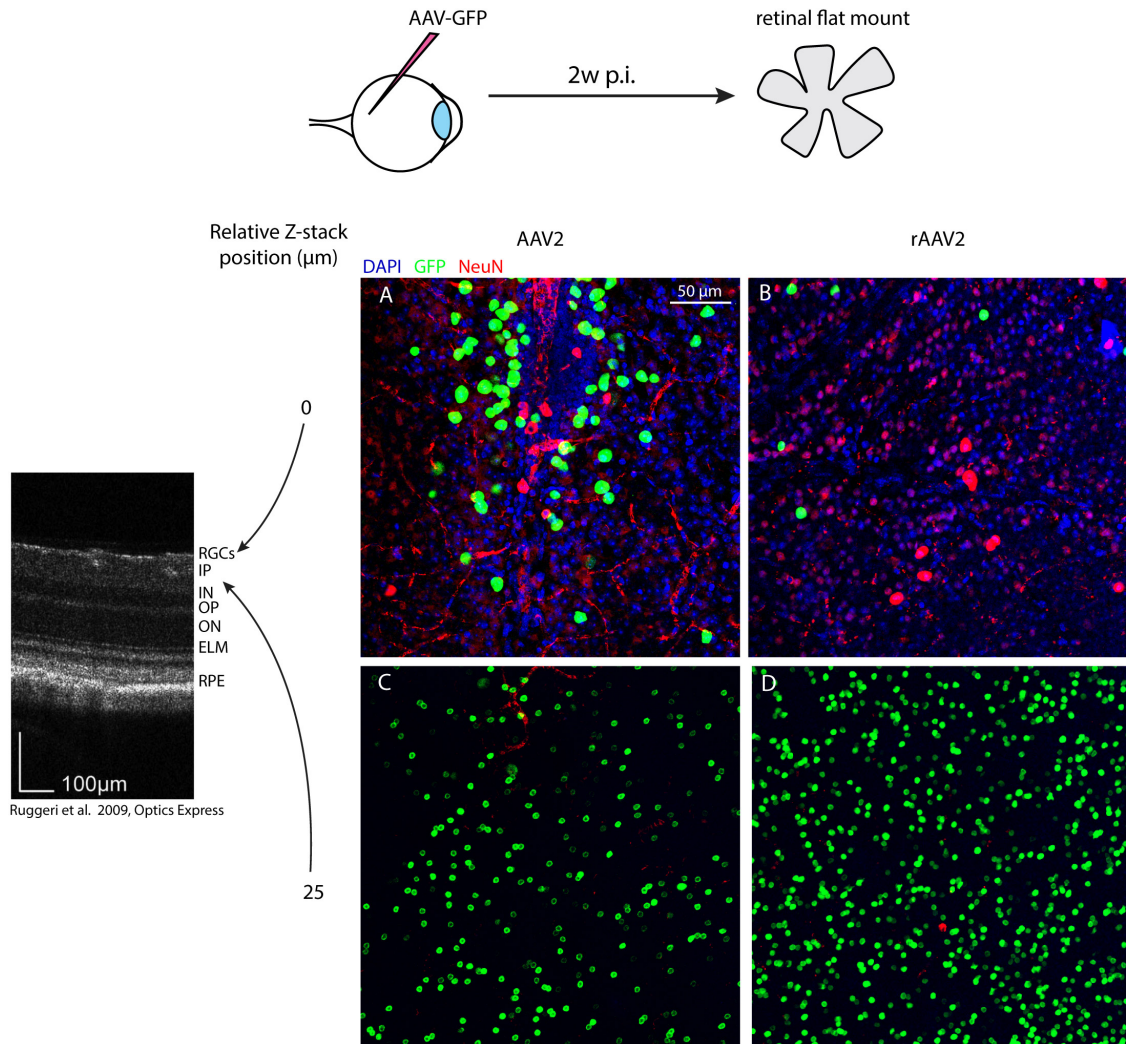 AAV-GFP
retinal flat mount
2w p.i.
Relative Z-stack
position (µm)
AAV2
rAAV2
DAPI GFP NeuN
A
50 µm
B
0
RGCs
IP
IN
OP
ON
ELM
RPE
100µm
Ruggeri et al. 2009, Optics Express
C
D
25